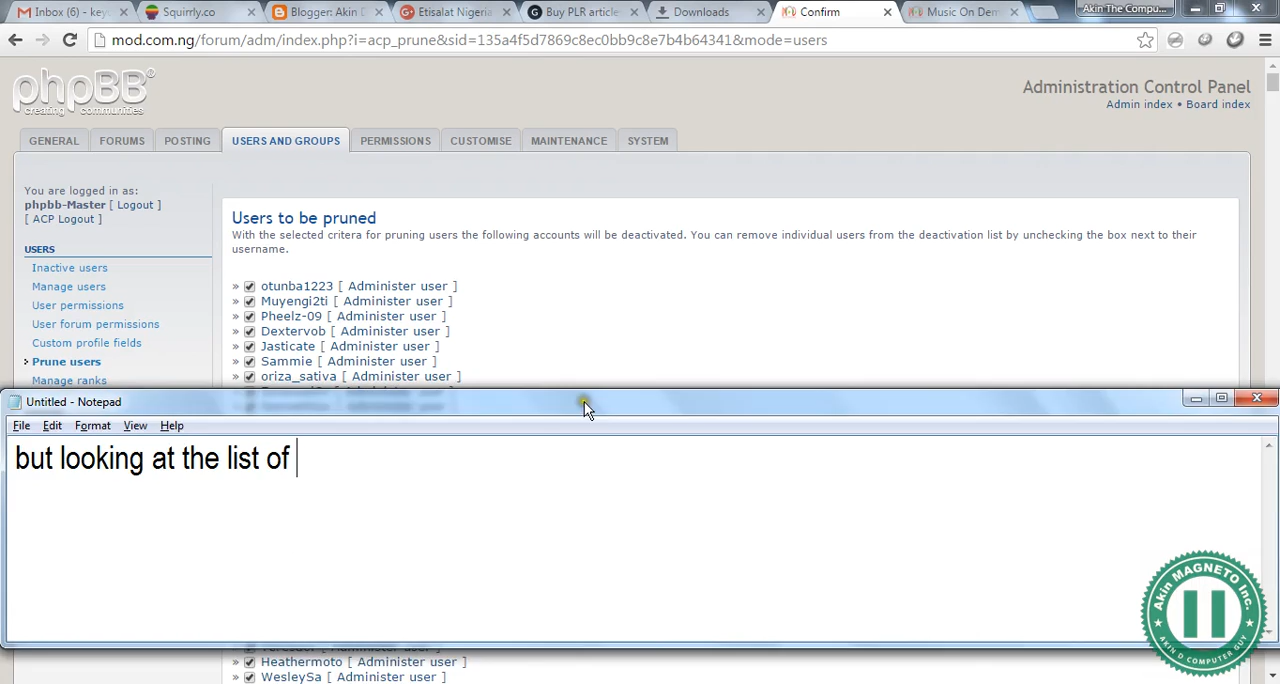 Inbox (6) - key
Squirrly.co
Blogger: Akin D
Etisalat Nigeria
Buy PLR article
Downloads
Confirm
Music On Dem
Akin The Compu...
mod.com.ng/forum/adm/index.php?i=acp_prune&sid=135a4f5d7869c8ec0bb9c8e7b4b64341&mode=users
phpBB®
creating communities
Administration Control Panel
Admin index • Board index
GENERAL FORUMS POSTING USERS AND GROUPS PERMISSIONS CUSTOMISE MAINTENANCE SYSTEM
You are logged in as:
phpbb-Master [ Logout ]
[ ACP Logout ]
USERS
Inactive users
Manage users
User permissions
User forum permissions
Custom profile fields
Prune users
Manage ranks
Users to be pruned
With the selected critera for pruning users the following accounts will be deactivated. You can remove individual users from the deactivation list by unchecking the box next to their
username.
» otunba1223 [ Administer user ]
» Muyengi2ti [ Administer user ]
» Pheelz-09 [ Administer user ]
» Dextervob [ Administer user ]
» Jasticate [ Administer user ]
» Sammie [ Administer user ]
» oriza_sativa [ Administer user ]
Untitled - Notepad
File Edit Format View Help
but looking at the list of
» Heathermoto [ Administer user ]
» WesleySa [ Administer user ]
Akin MAGNETO Inc.
AKIN D COMPUTER GUY